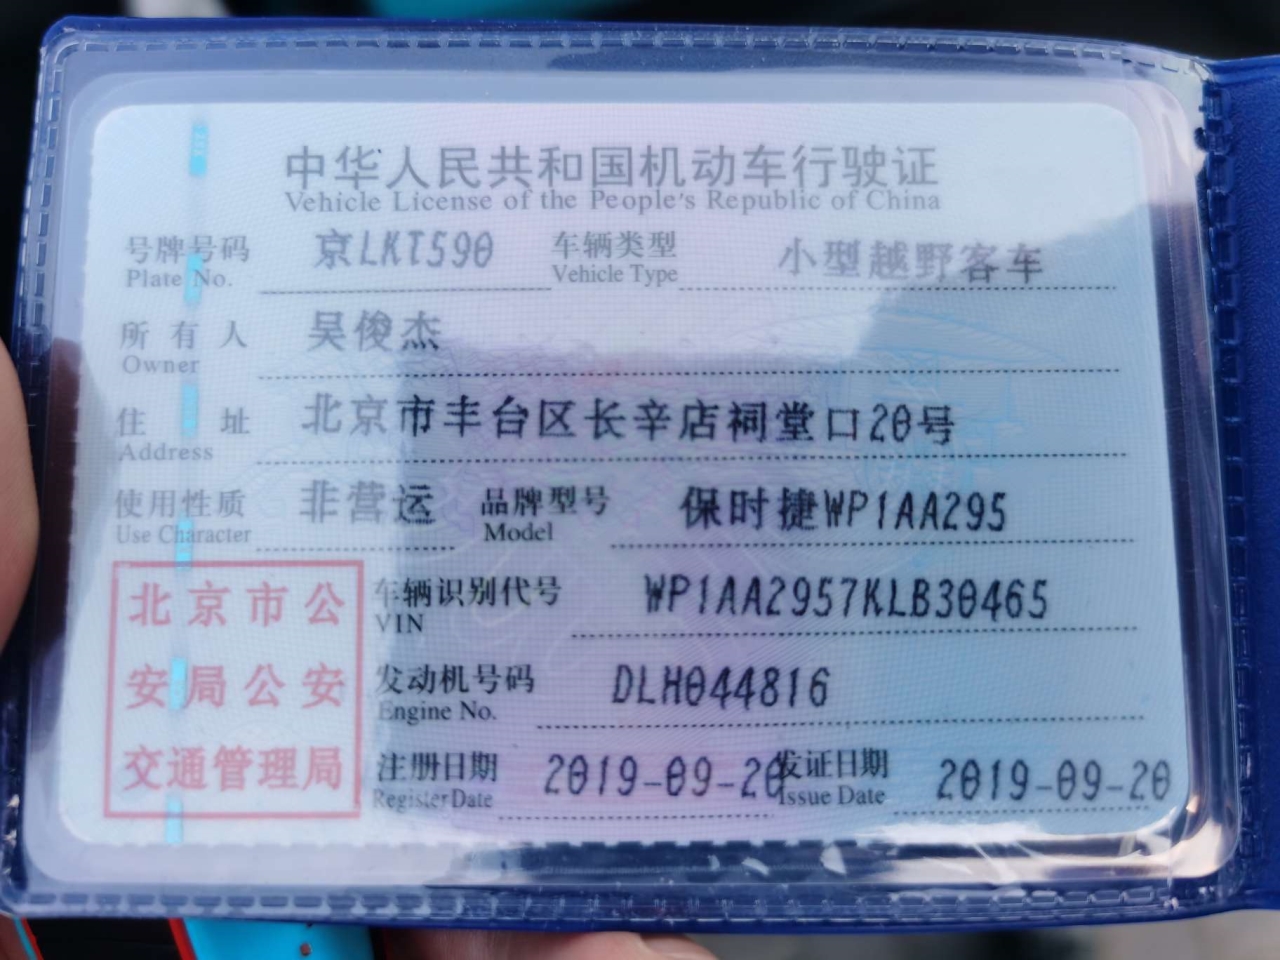 中华人民共和国机动车行驶证
Vehicle License of the People's Republic of China
号牌号码 京LKT590 车辆类型 小型越野客车
Plate No. Vehicle Type
所有人 吴俊杰
Owner
住址 北京市丰台区长辛店祠堂口20号
Address
使用性质 非营运 品牌型号 保时捷WP1AA295
Use Character Model
北京市公安局公安交通管理局
车辆识别代号 WP1AA2957KLB30465
VIN
发动机号码 DLH044816
Engine No.
注册日期 2019-09-20 发证日期 2019-09-20
Register Date Issue Date